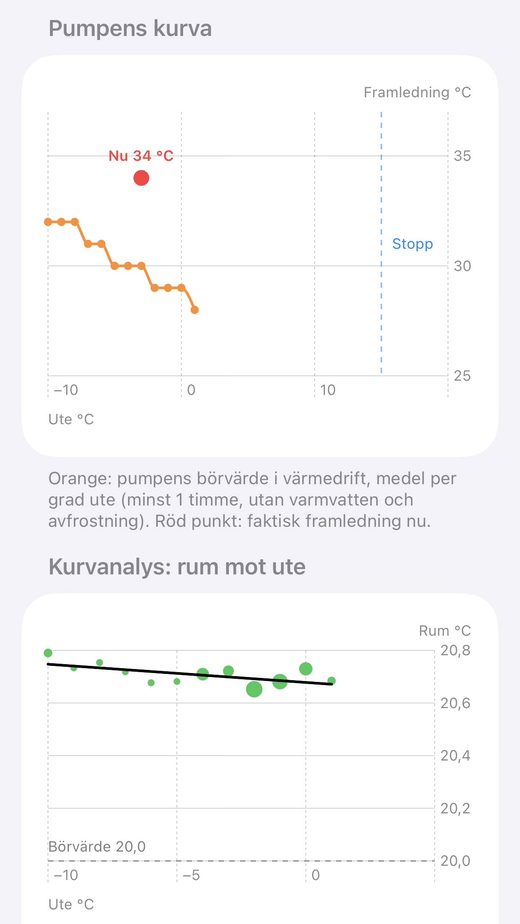 Pumpens kurva
Framledning °C
Nu 34 °C
35
Stopp
30
25
−10
0
10
Ute °C
Orange: pumpens börvärde i värmedrift, medel per
grad ute (minst 1 timme, utan varmvatten och
avfrostning). Röd punkt: faktisk framledning nu.
Kurvanalys: rum mot ute
Rum °C
20,8
20,6
20,4
20,2
Börvärde 20,0
20,0
−10
−5
0
Ute °C